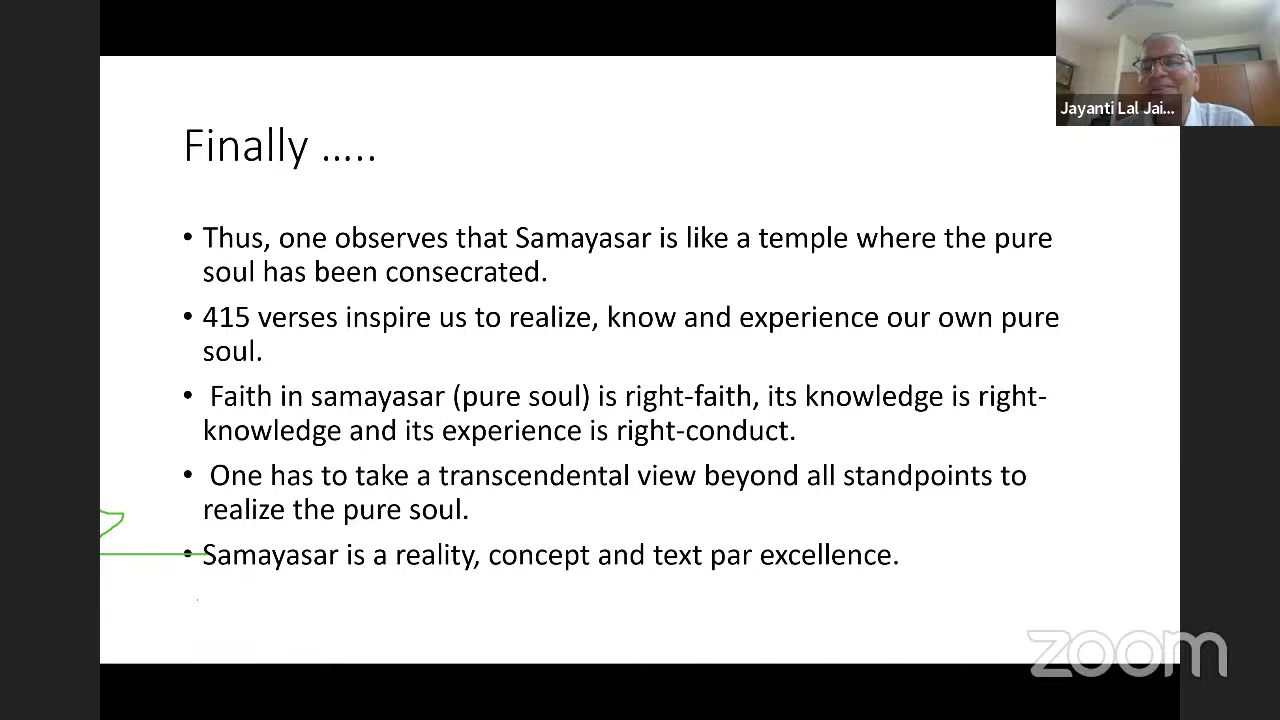 Jayanti Lal Jai...
Finally .....
• Thus, one observes that Samayasar is like a temple where the pure
soul has been consecrated.
• 415 verses inspire us to realize, know and experience our own pure
soul.
• Faith in samayasar (pure soul) is right-faith, its knowledge is right-
knowledge and its experience is right-conduct.
• One has to take a transcendental view beyond all standpoints to
realize the pure soul.
• Samayasar is a reality, concept and text par excellence.
zoom